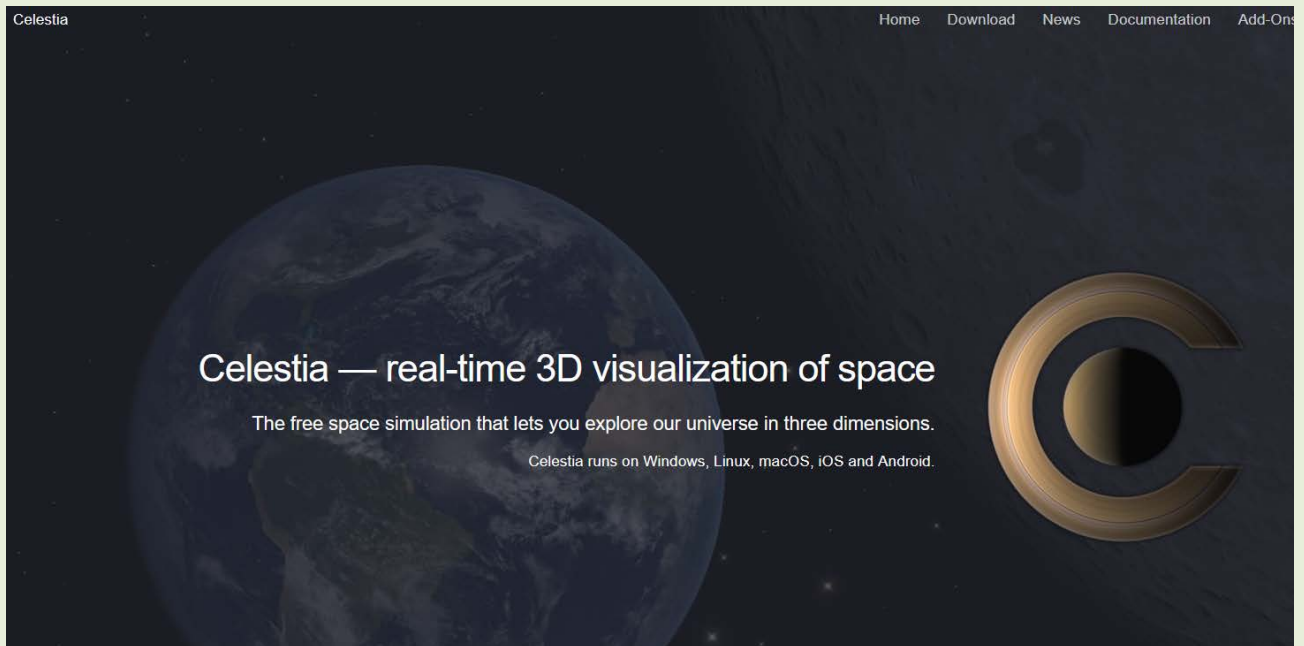 Celestia
Home Download News Documentation Add-Ons
Celestia — real-time 3D visualization of space
The free space simulation that lets you explore our universe in three dimensions.
Celestia runs on Windows, Linux, macOS, iOS and Android.